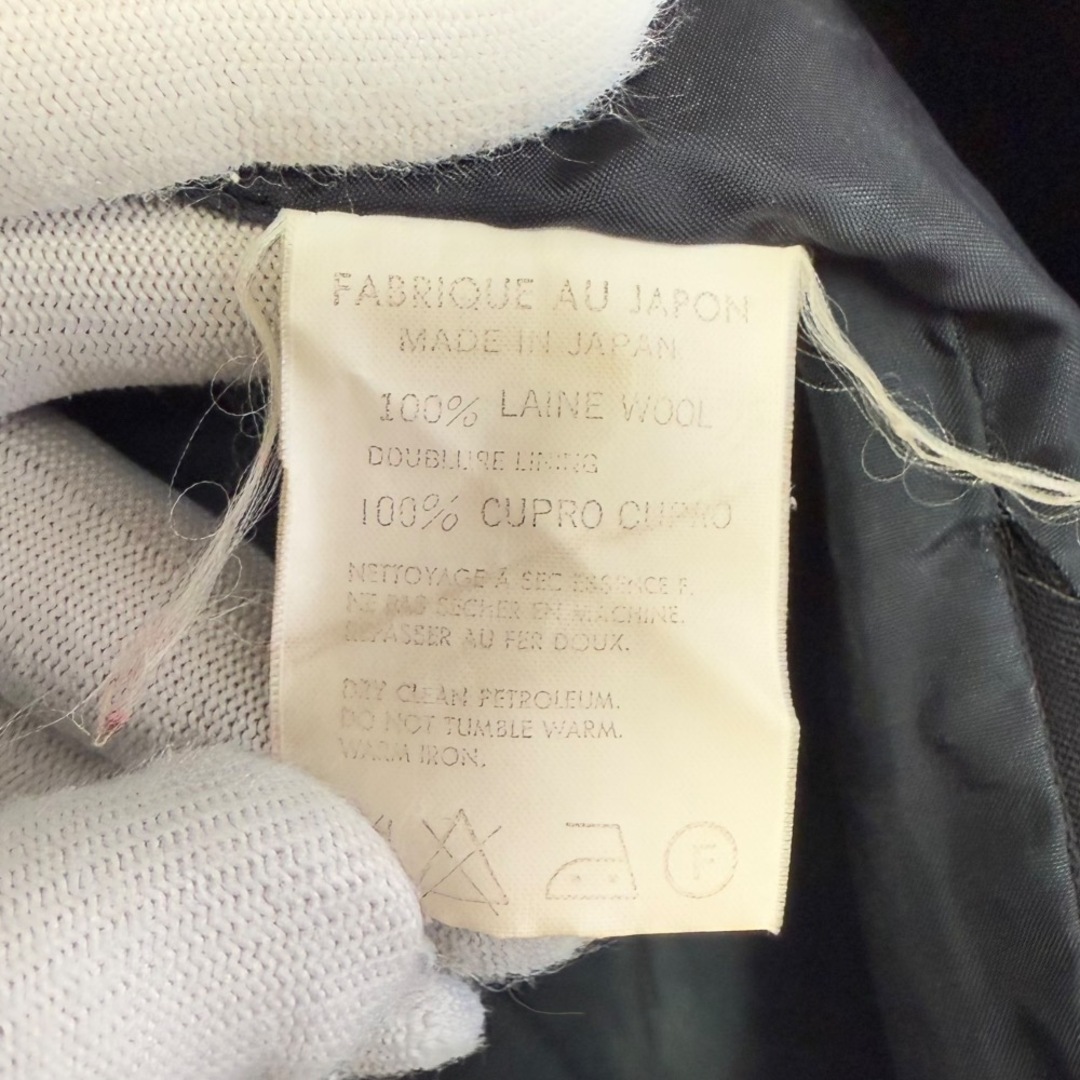 FABRIQUE AU JAPON
MADE IN JAPAN
100% LAINE WOOL
DOUBLURE LINING
100% CUPRO CUPRO
NETTOYAGE A SEC ESSENCE F.
NE PAS SECHER EN MACHINE.
REPASSER AU FER DOUX.
DRY CLEAN PETROLEUM.
DO NOT TUMBLE WARM.
WARM IRON.
F